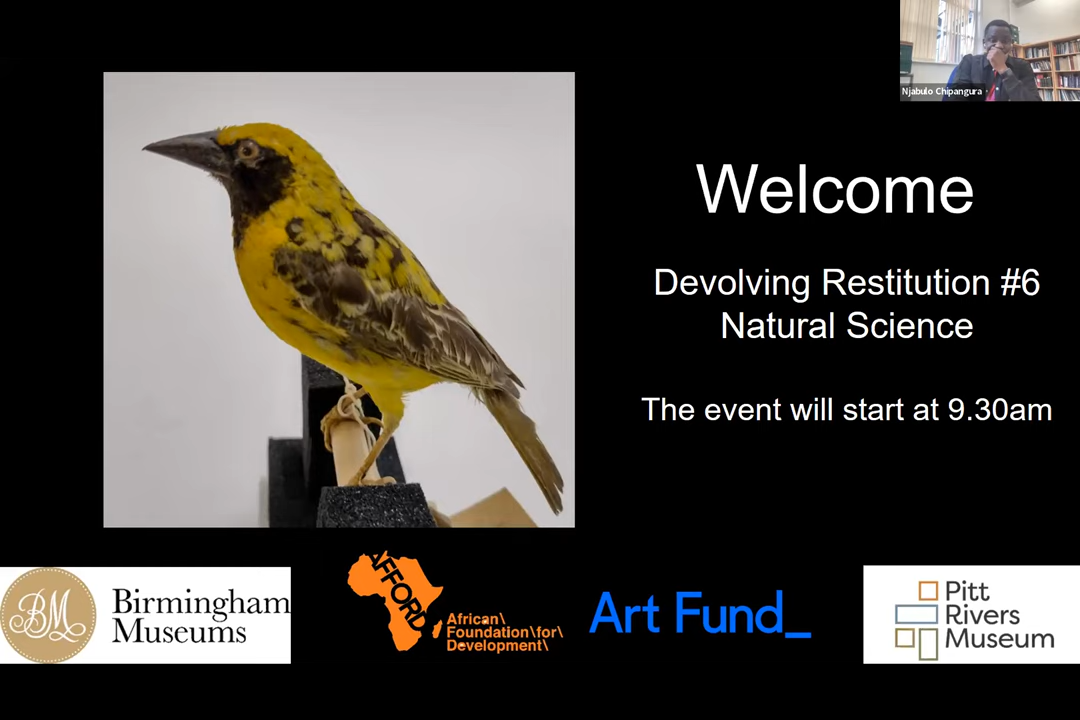 Njabulo Chipangura
Welcome
Devolving Restitution #6
Natural Science
The event will start at 9.30am
BM
Birmingham
Museums
AFFORD
African\
Foundation\for\
Development\
Art Fund_
Pitt
Rivers
Museum